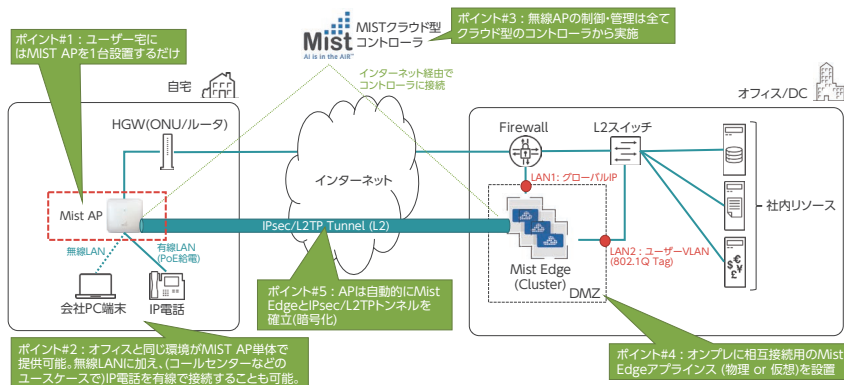 ポイント#1：ユーザー宅に
はMIST APを1台設置するだけ
Mist
AI is in the AIR™
MISTクラウド型
コントローラ
ポイント#3：無線APの制御・管理は全て
クラウド型のコントローラから実施
インターネット経由で
コントローラに接続
自宅
オフィス/DC
HGW(ONU/ルータ)
Firewall
L2スイッチ
インターネット
LAN1: グローバルIP
Mist AP
IPsec/L2TP Tunnel (L2)
社内リソース
無線LAN
有線LAN
(PoE給電)
LAN2: ユーザーVLAN
(802.1Q Tag)
Mist Edge
(Cluster)
DMZ
$€
£¥
会社PC端末
IP電話
ポイント#5：APは自動的にMist
EdgeとIPsec/L2TPトンネルを
確立(暗号化)
ポイント#2：オフィスと同じ環境がMIST AP単体で
提供可能。無線LANに加え、(コールセンターなどの
ユースケースで)IP電話を有線で接続することも可能。
ポイント#4：オンプレに相互接続用のMist
Edgeアプラインス (物理 or 仮想)を設置